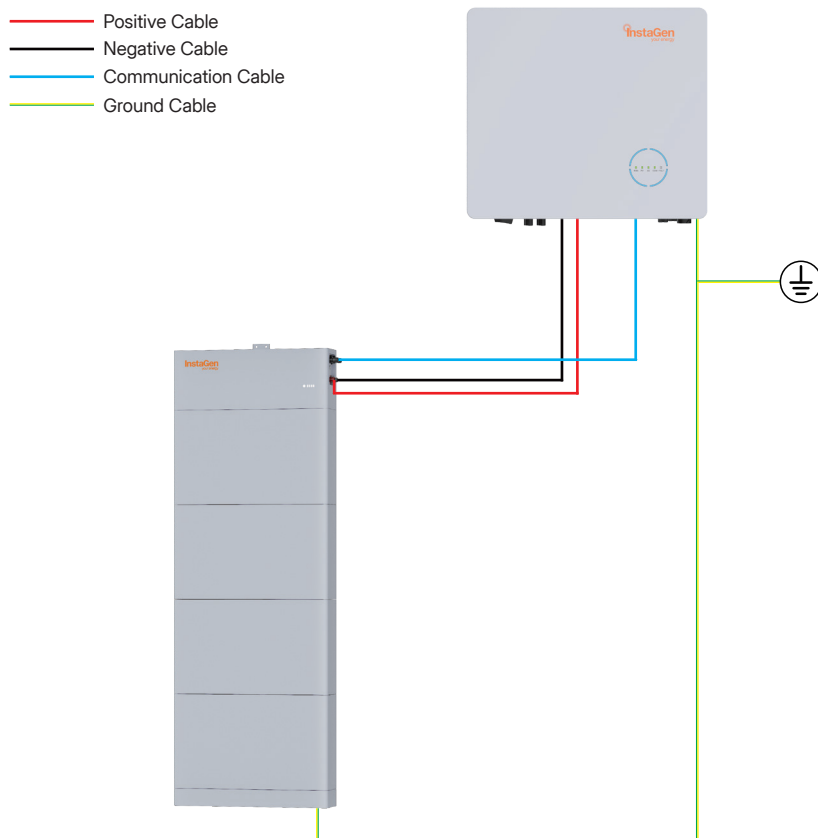 Positive Cable
Negative Cable
Communication Cable
Ground Cable
InstaGen
InstaGen